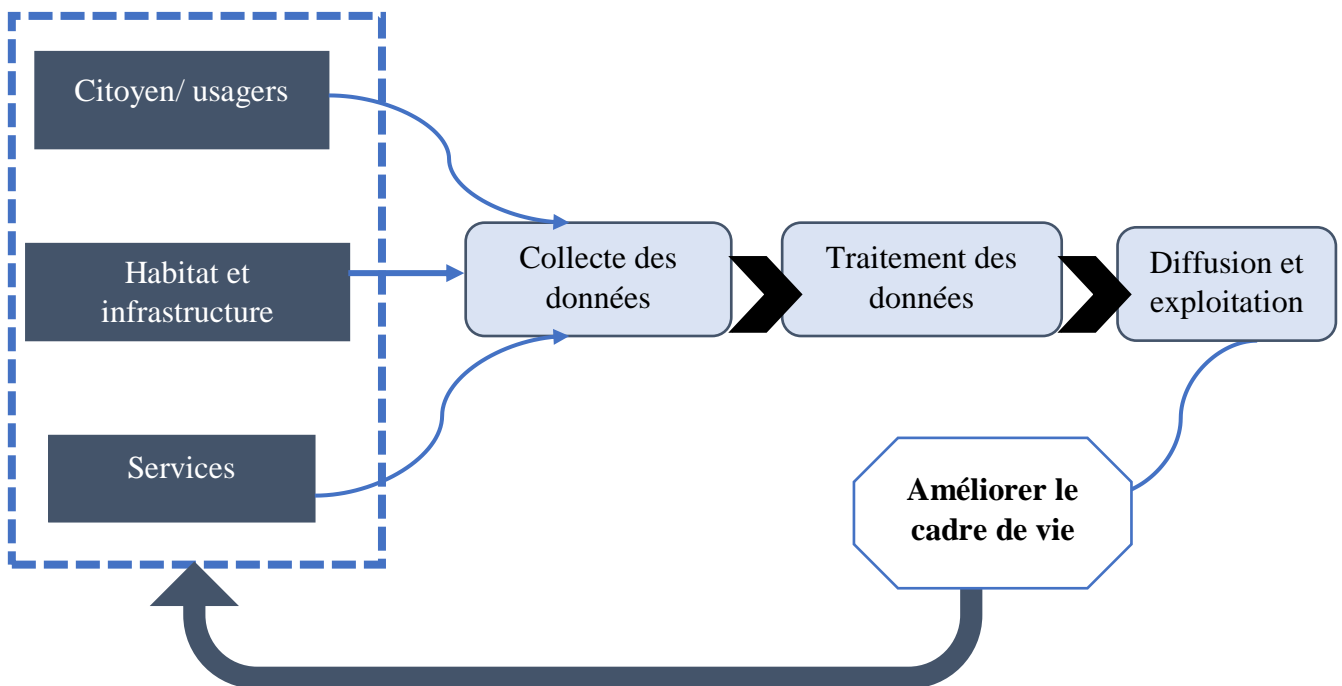 Citoyen/ usagers
Habitat et
infrastructure
Services
Collecte des
données
Traitement des
données
Diffusion et
exploitation
Améliorer le
cadre de vie